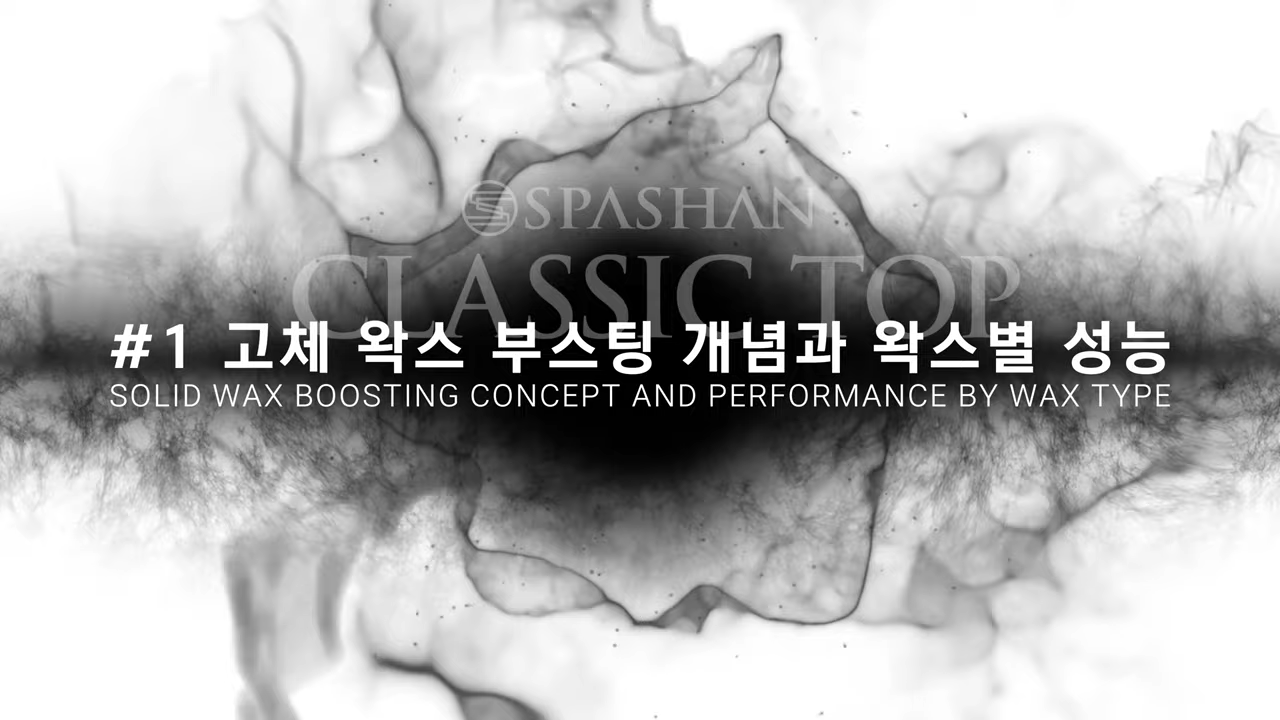 SPASHAN
CLASSIC TOP
#1 고체 왁스 부스팅 개념과 왁스별 성능
SOLID WAX BOOSTING CONCEPT AND PERFORMANCE BY WAX TYPE